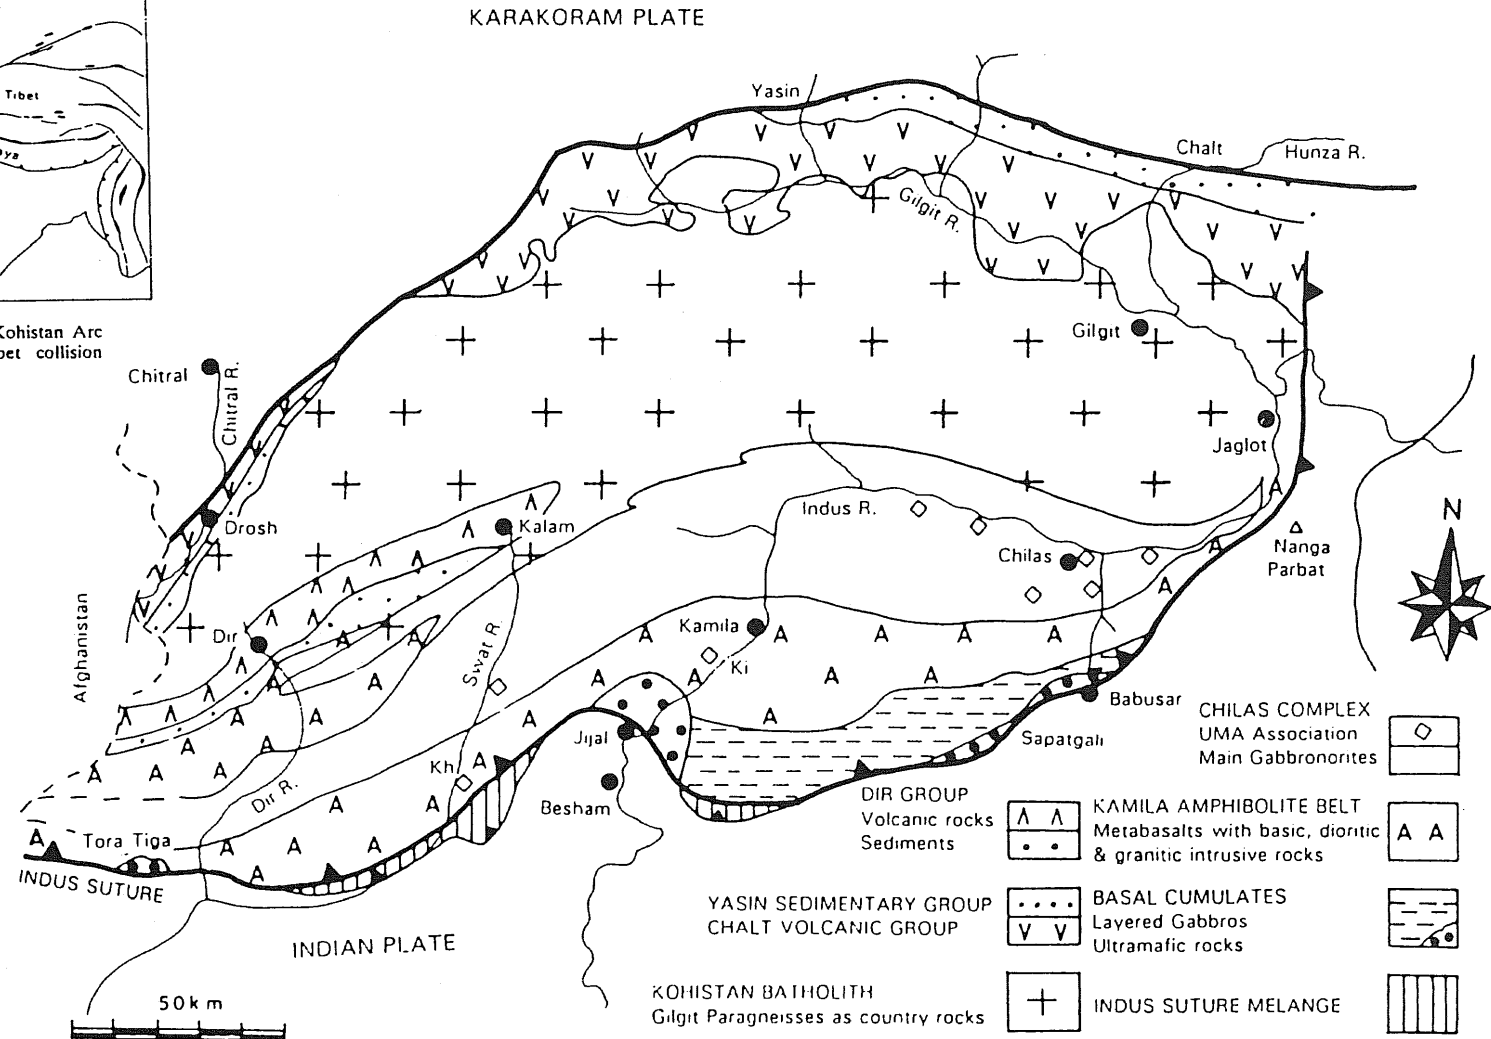 KARAKORAM PLATE
Tibet
aya
Kohistan Arc
bet collision
Yasin
Chalt
Hunza R.
Gilgit R.
Gilgit
Chitral
Chitral R.
Jaglot
Drosh
Kalam
Indus R.
Chilas
Nanga
Parbat
N
Afghanistan
Dir
Swat R.
Kamila
Ki
Babusar
Sapatgali
Jijal
Kh
Besham
Dir R.
Tora Tiga
INDUS SUTURE
INDIAN PLATE
50km
CHILAS COMPLEX
UMA Association
Main Gabbronorites
DIR GROUP
Volcanic rocks
Sediments
KAMILA AMPHIBOLITE BELT
Metabasalts with basic, dioritic
& granitic intrusive rocks
YASIN SEDIMENTARY GROUP
CHALT VOLCANIC GROUP
BASAL CUMULATES
Layered Gabbros
Ultramafic rocks
KOHISTAN BATHOLITH
Gilgit Paragneisses as country rocks
INDUS SUTURE MELANGE